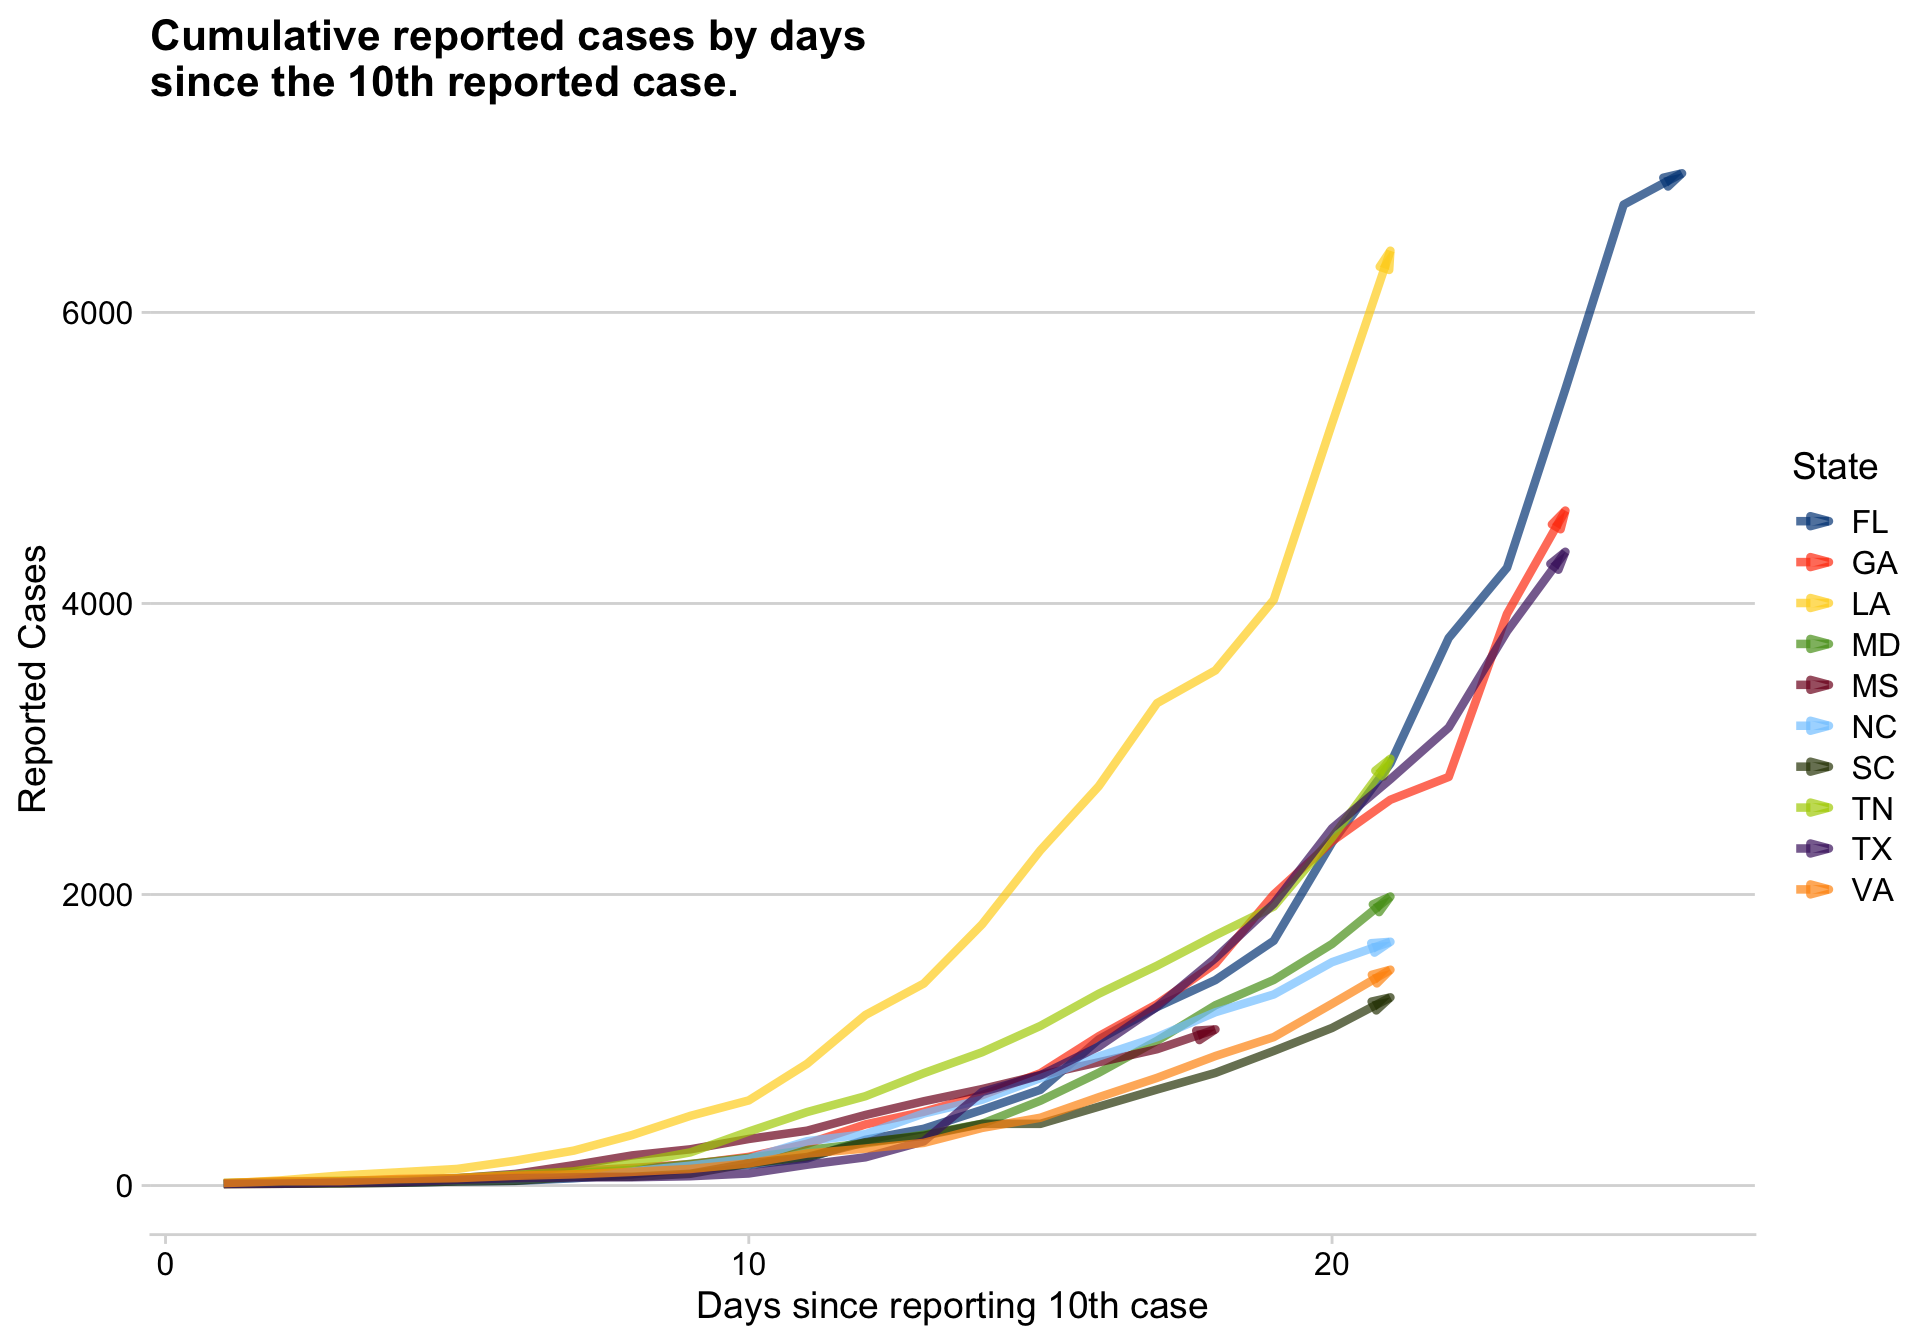 Cumulative reported cases by days
since the 10th reported case.
Reported Cases
6000
4000
2000
0
0
10
20
Days since reporting 10th case
State
FL
GA
LA
MD
MS
NC
SC
TN
TX
VA